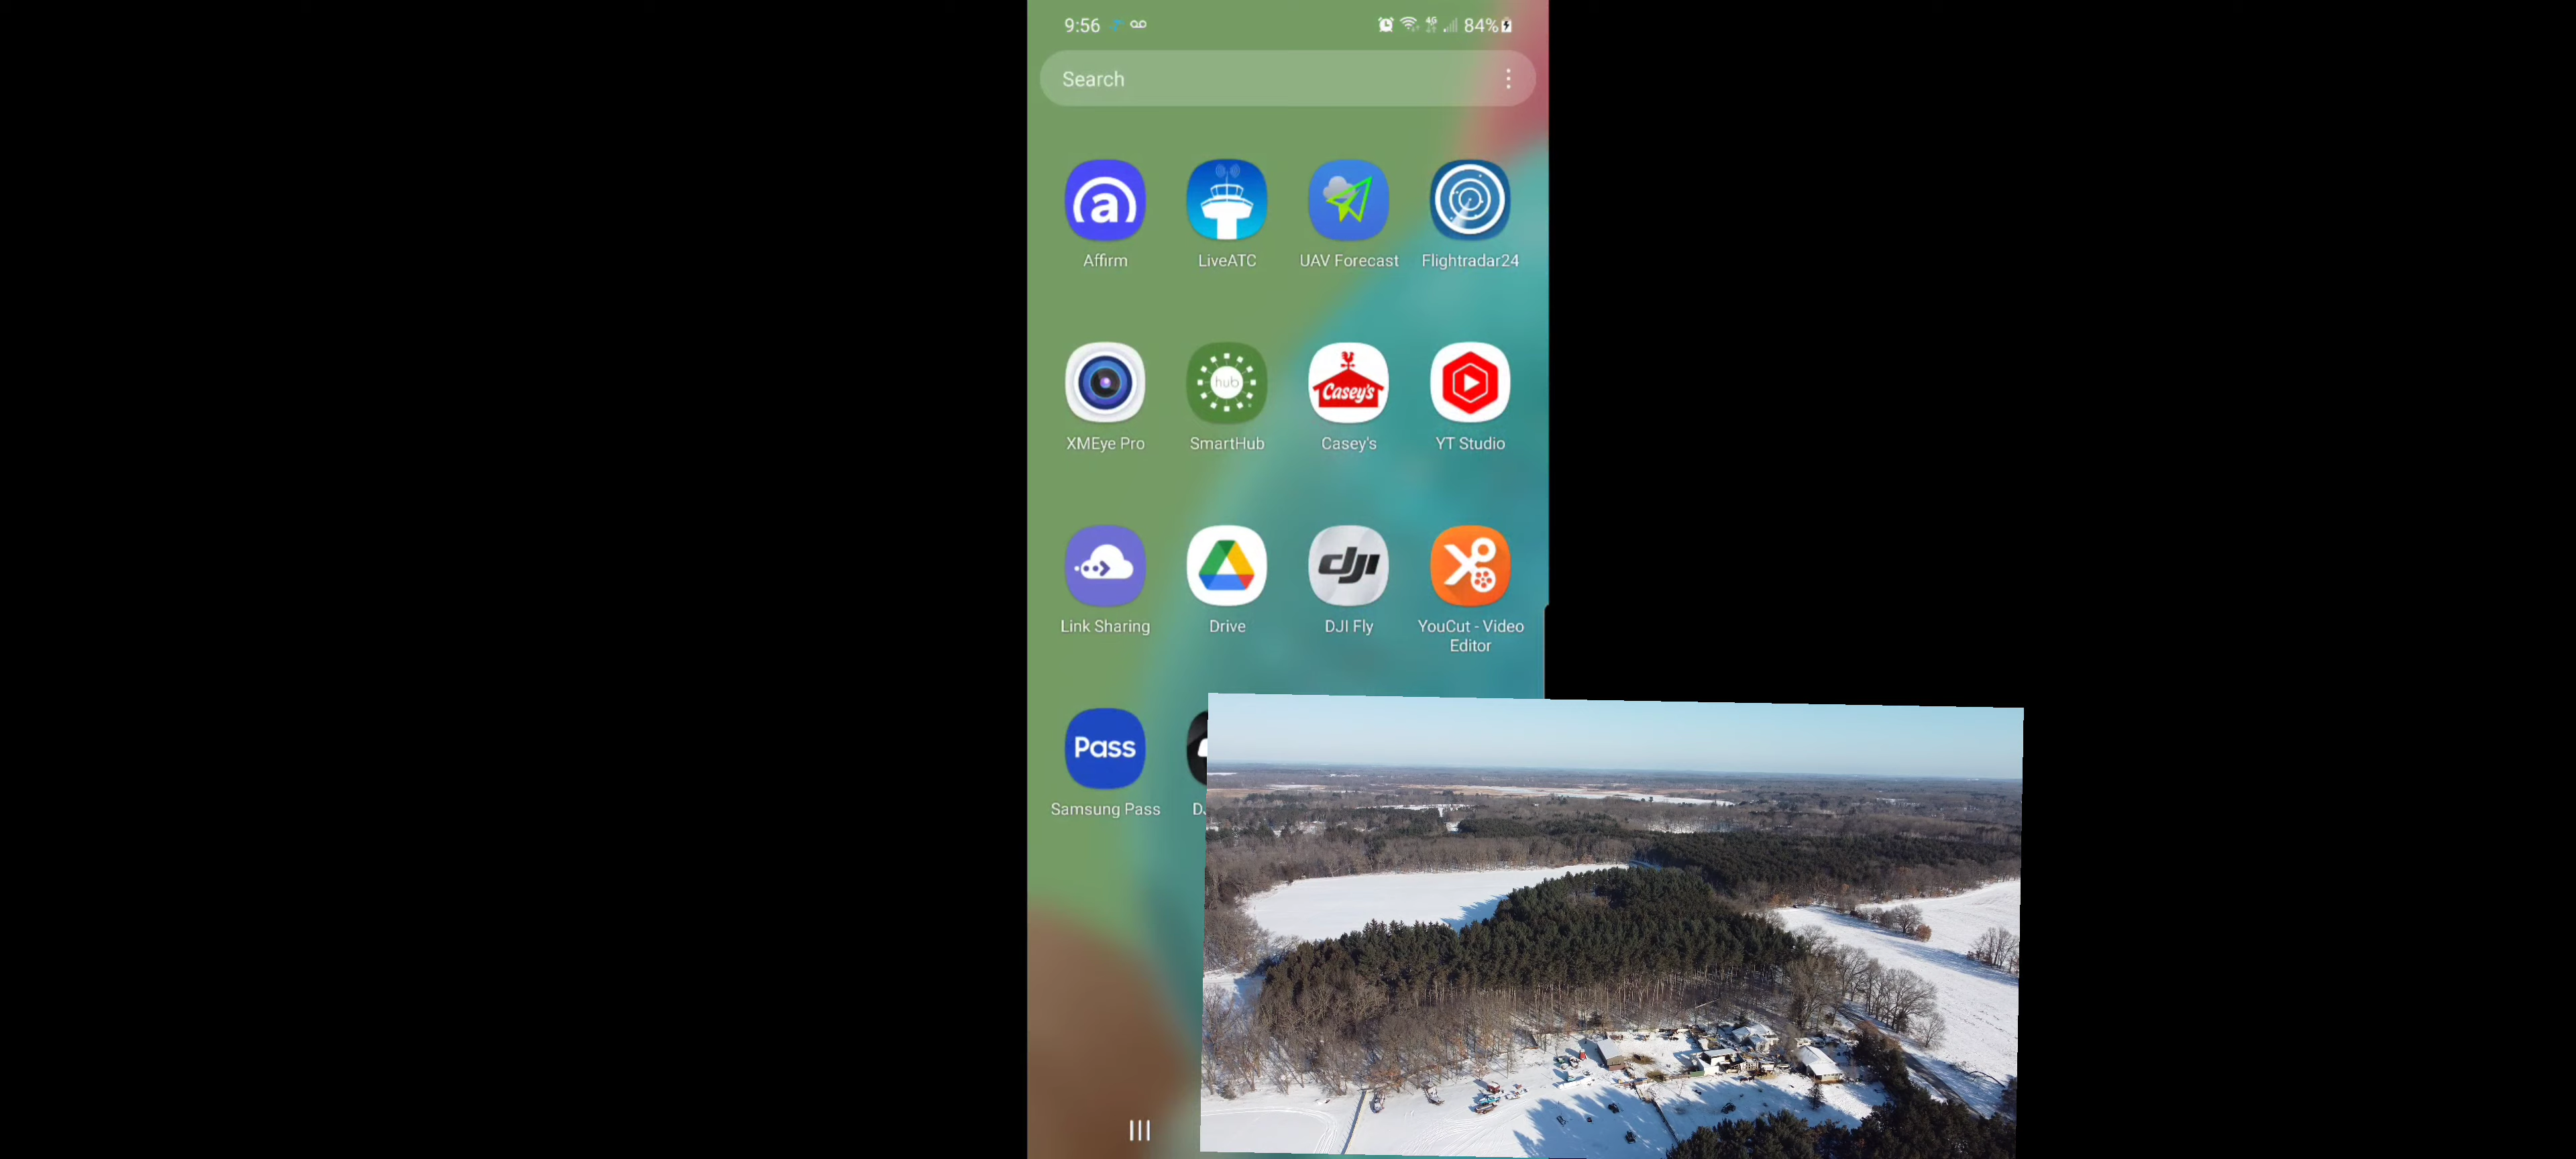 9:56
4G
84%
Search
a
Affirm
LiveATC
UAV Forecast
Flightradar24
hub
Casey's
XMEye Pro
SmartHub
Casey's
YT Studio
dji
Link Sharing
Drive
DJI Fly
YouCut - Video
Editor
Pass
Samsung Pass